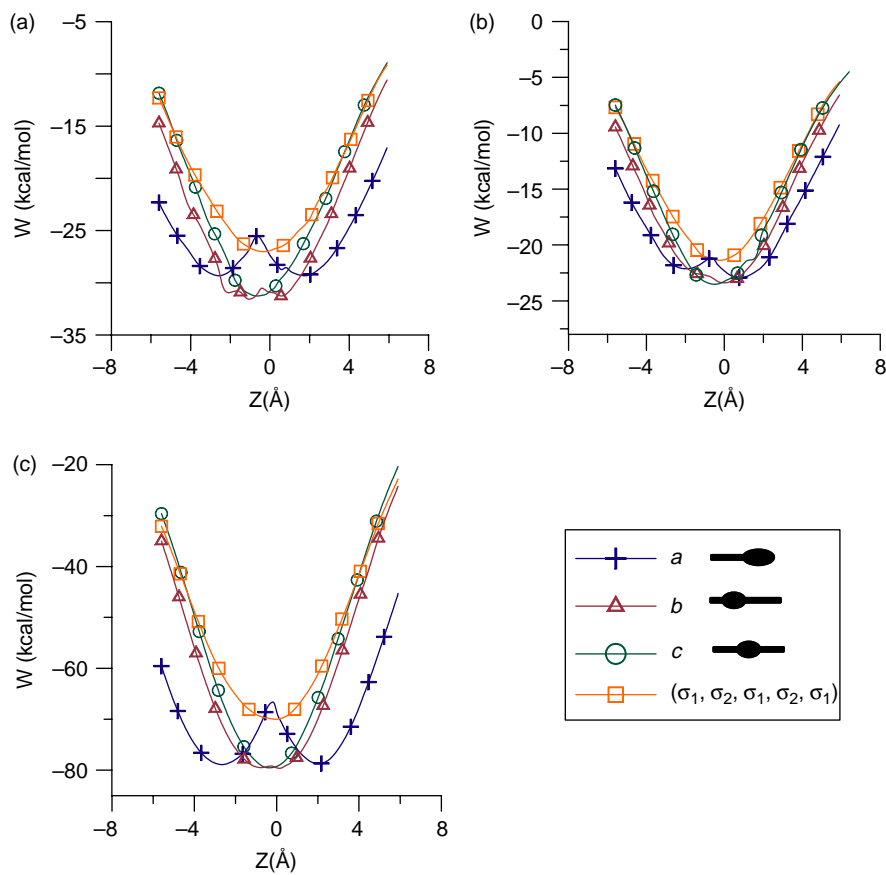 (a)
−5
−15
−25
−35
W (kcal/mol)
−8 −4 0 4 8
Z(Å)
(b)
0
−5
−10
−15
−20
−25
W (kcal/mol)
−8 −4 0 4 8
Z(Å)
(c)
−20
−40
−60
−80
W (kcal/mol)
−8 −4 0 4 8
Z(Å)
a
b
c
(σ₁, σ₂, σ₁, σ₂, σ₁)